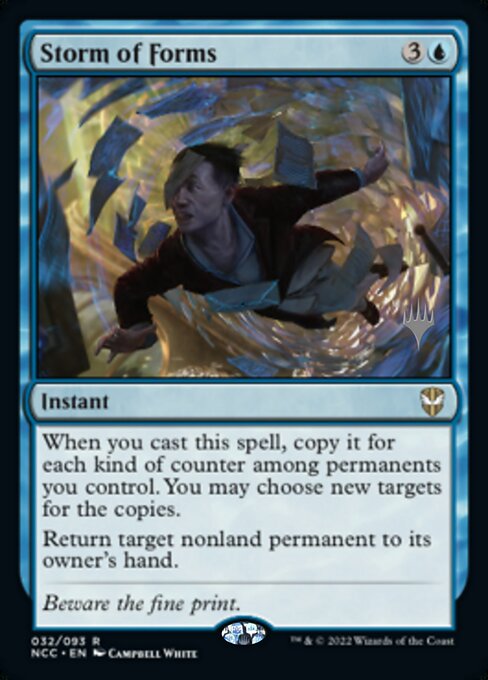 Storm of Forms 3
Instant
When you cast this spell, copy it for
each kind of counter among permanents
you control. You may choose new targets
for the copies.
Return target nonland permanent to its
owner's hand.
Beware the fine print.
032/093 R
NCC • EN CAMPBELL WHITE
™ & © 2022 Wizards of the Coast